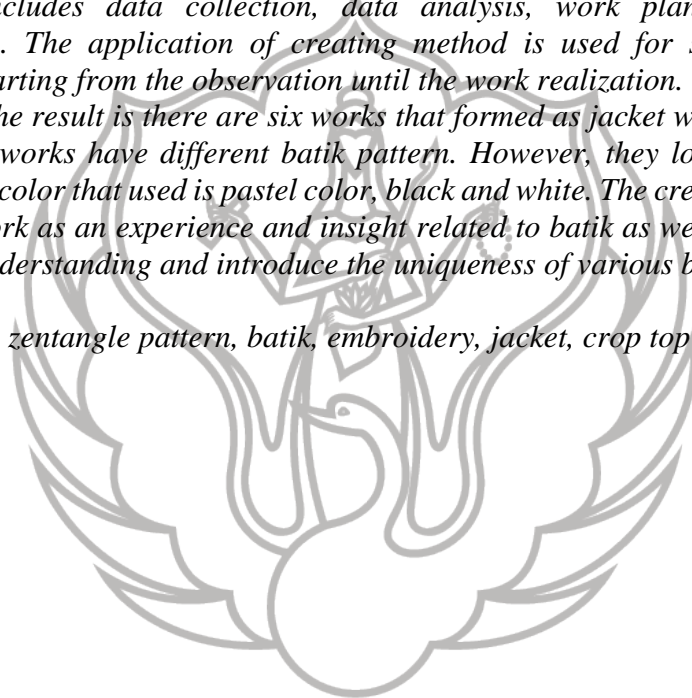 includes data collection, data analysis, work plan
. The application of creating method is used for
arting from the observation until the work realization.
he result is there are six works that formed as jacket w
works have different batik pattern. However, they lo
color that used is pastel color, black and white. The cre
rk as an experience and insight related to batik as we
derstanding and introduce the uniqueness of various b
zentangle pattern, batik, embroidery, jacket, crop top